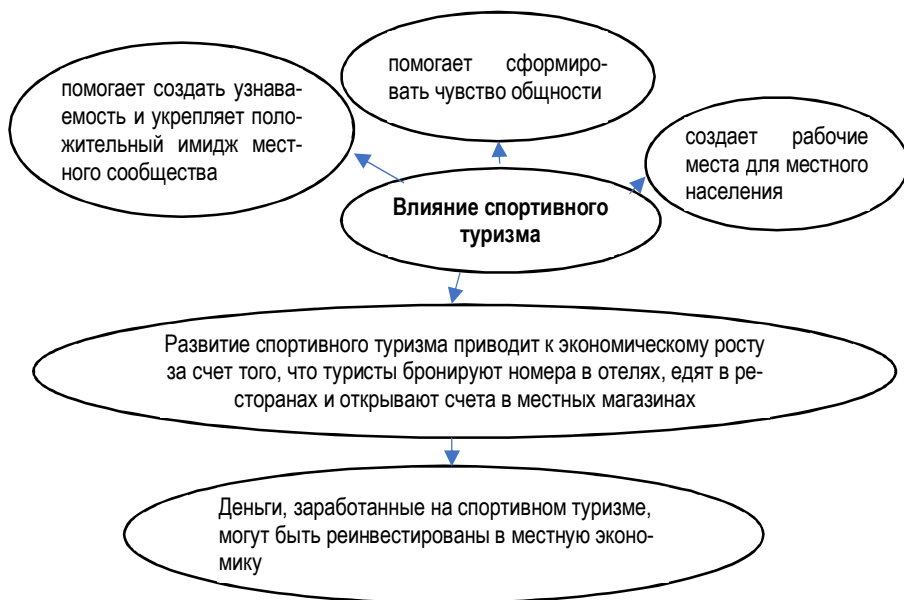 помогает сформиро-
вать чувство общности
помогает создать узнава-
емость и укрепляет поло-
жительный имидж мест-
ного сообщества
создает рабочие
места для местного
населения
Влияние спортивного
туризма
Развитие спортивного туризма приводит к экономическому росту
за счет того, что туристы бронируют номера в отелях, едят в ре-
сторанах и открывают счета в местных магазинах
Деньги, заработанные на спортивном туризме,
могут быть реинвестированы в местную эконо-
мику